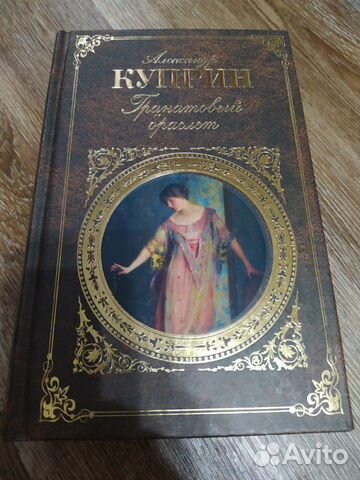 Александр
КУПРИН
Гранатовый
браслет
Avito